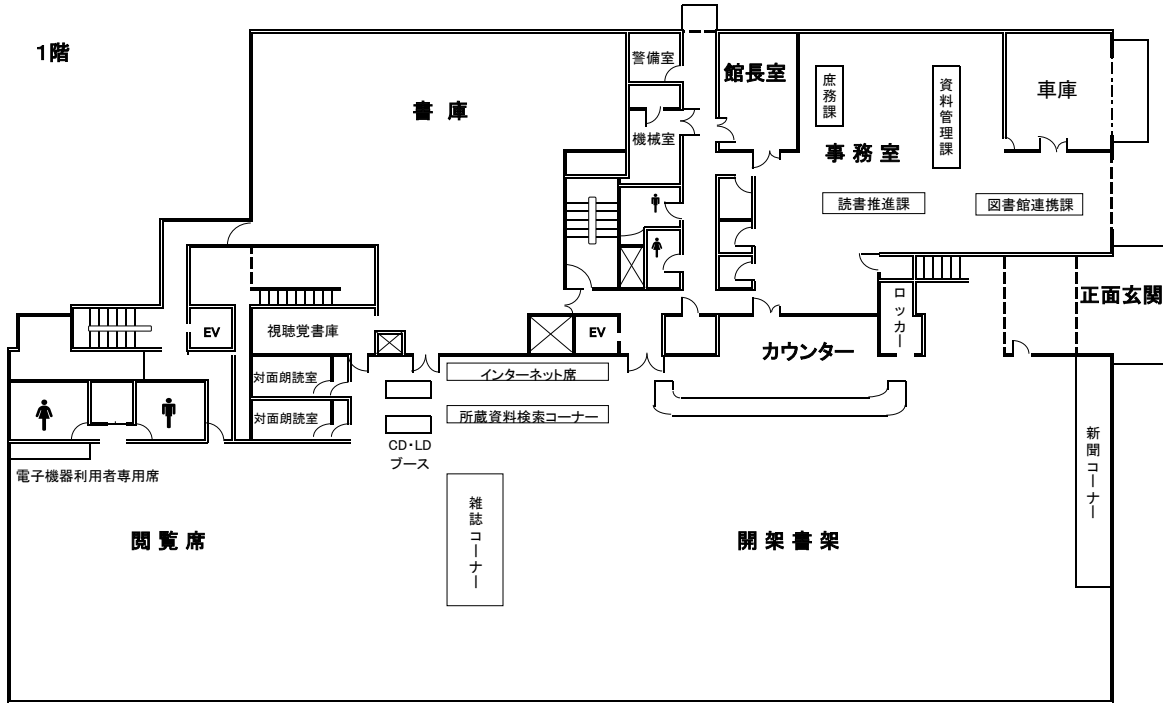 1階
警備室
館長室
庶務課
資料管理課
車庫
書庫
機械室
事務室
読書推進課
図書館連携課
ロッカー
正面玄関
EV
視聴覚書庫
EV
カウンター
対面朗読室
インターネット席
対面朗読室
所蔵資料検索コーナー
CD・LD
ブース
新聞コーナー
電子機器利用者専用席
雑誌コーナー
閲覧席
開架書架